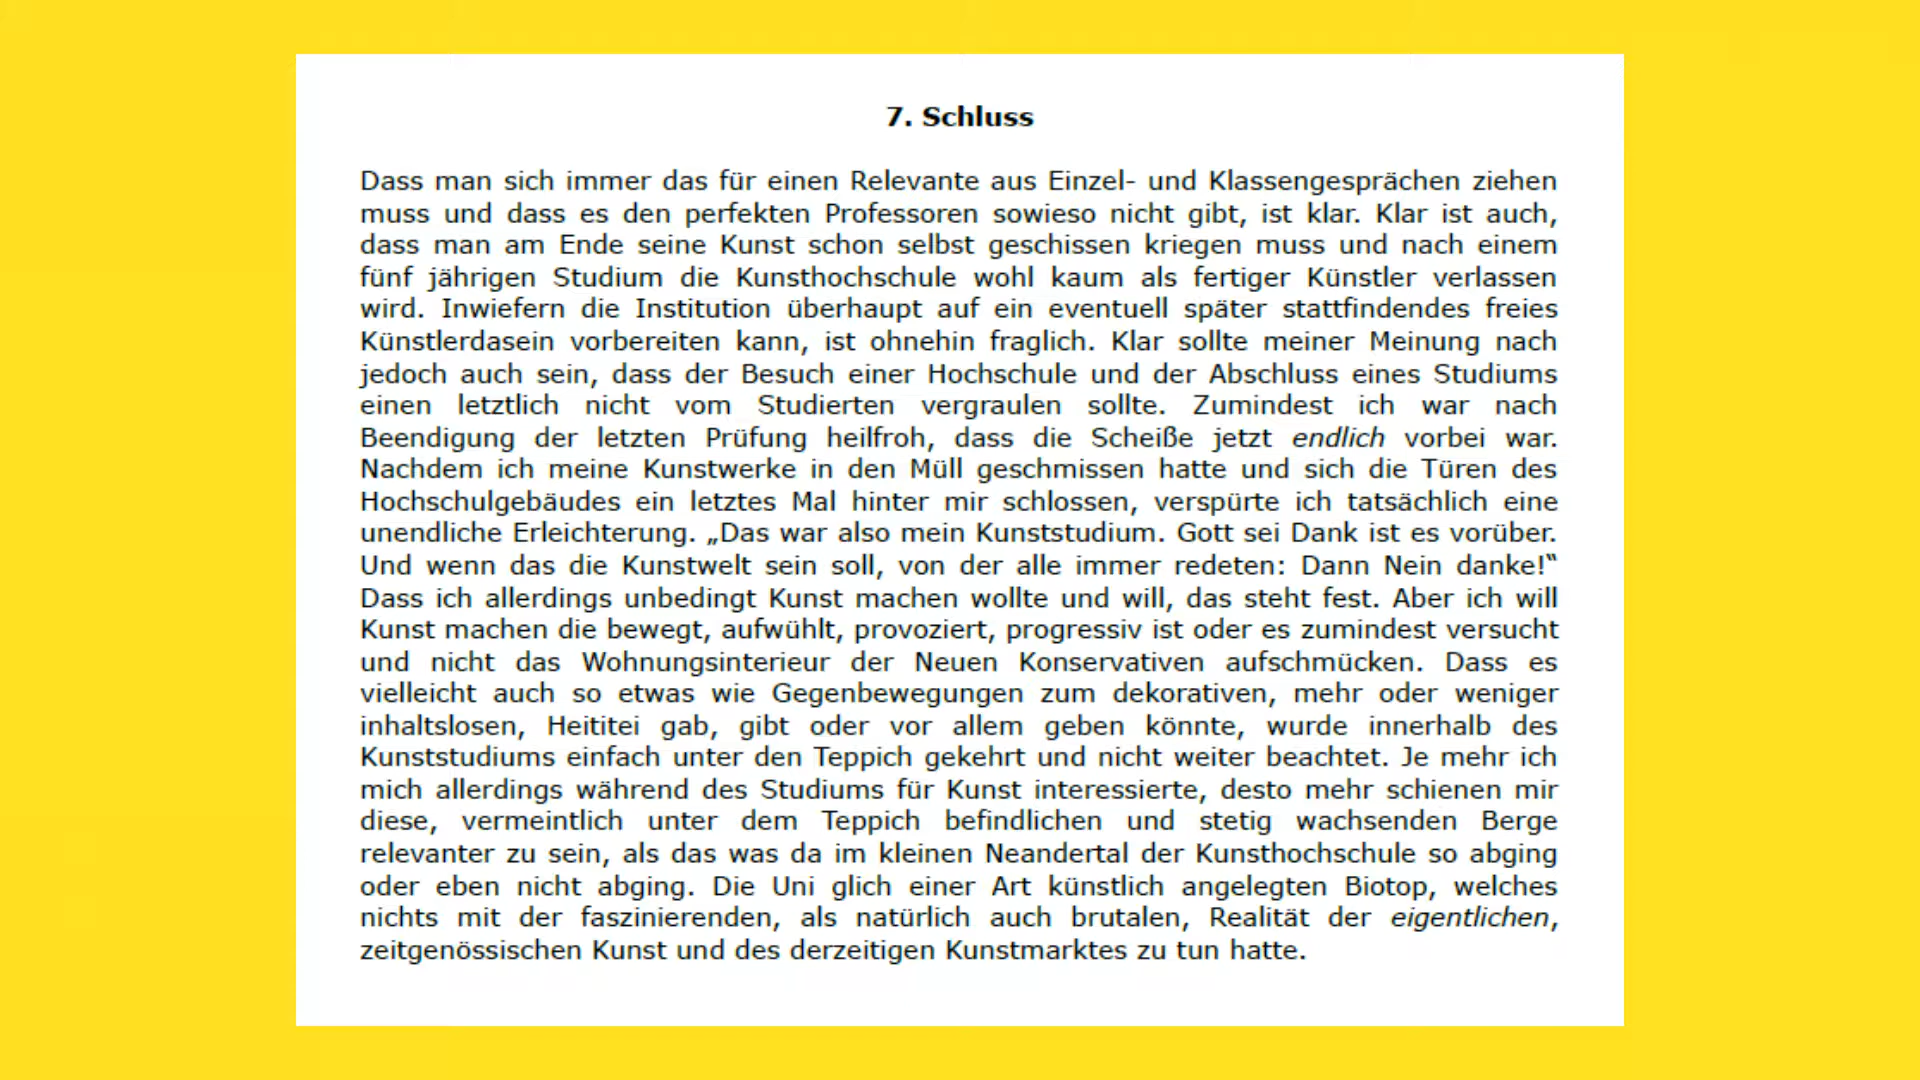 7. Schluss
Dass man sich immer das für einen Relevante aus Einzel- und Klassengesprächen ziehen
muss und dass es den perfekten Professoren sowieso nicht gibt, ist klar. Klar ist auch,
dass man am Ende seine Kunst schon selbst geschissen kriegen muss und nach einem
fünf jährigen Studium die Kunsthochschule wohl kaum als fertiger Künstler verlassen
wird. Inwiefern die Institution überhaupt auf ein eventuell später stattfindendes freies
Künstlerdasein vorbereiten kann, ist ohnehin fraglich. Klar sollte meiner Meinung nach
jedoch auch sein, dass der Besuch einer Hochschule und der Abschluss eines Studiums
einen letztlich nicht vom Studierten vergraulen sollte. Zumindest ich war nach
Beendigung der letzten Prüfung heilfroh, dass die Scheiße jetzt endlich vorbei war.
Nachdem ich meine Kunstwerke in den Müll geschmissen hatte und sich die Türen des
Hochschulgebäudes ein letztes Mal hinter mir schlossen, verspürte ich tatsächlich eine
unendliche Erleichterung. „Das war also mein Kunststudium. Gott sei Dank ist es vorüber.
Und wenn das die Kunstwelt sein soll, von der alle immer redeten: Dann Nein danke!“
Dass ich allerdings unbedingt Kunst machen wollte und will, das steht fest. Aber ich will
Kunst machen die bewegt, aufwühlt, provoziert, progressiv ist oder es zumindest versucht
und nicht das Wohnungsinterieur der Neuen Konservativen aufschmücken. Dass es
vielleicht auch so etwas wie Gegenbewegungen zum dekorativen, mehr oder weniger
inhaltslosen, Heititei gab, gibt oder vor allem geben könnte, wurde innerhalb des
Kunststudiums einfach unter den Teppich gekehrt und nicht weiter beachtet. Je mehr ich
mich allerdings während des Studiums für Kunst interessierte, desto mehr schienen mir
diese, vermeintlich unter dem Teppich befindlichen und stetig wachsenden Berge
relevanter zu sein, als das was da im kleinen Neandertal der Kunsthochschule so abging
oder eben nicht abging. Die Uni glich einer Art künstlich angelegten Biotop, welches
nichts mit der faszinierenden, als natürlich auch brutalen, Realität der eigentlichen,
zeitgenössischen Kunst und des derzeitigen Kunstmarktes zu tun hatte.